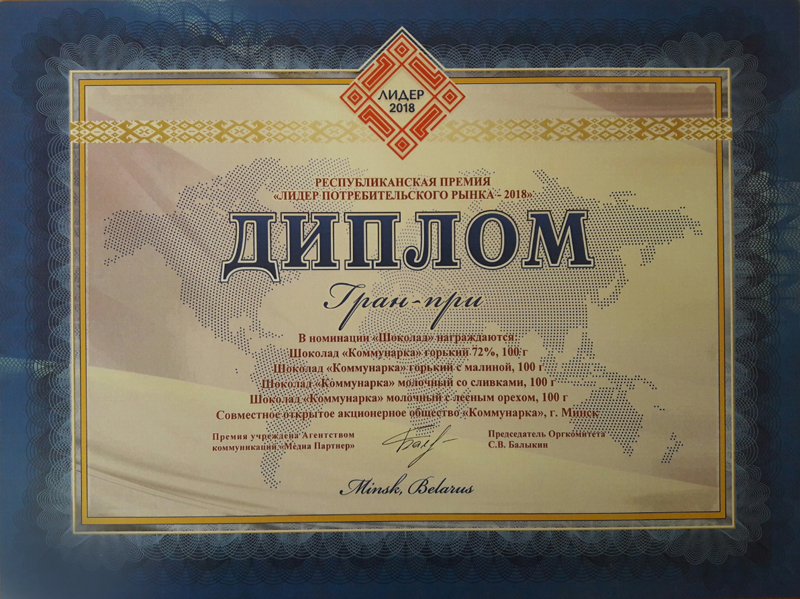 ЛИДЕР
2018
РЕСПУБЛИКАНСКАЯ ПРЕМИЯ
«ЛИДЕР ПОТРЕБИТЕЛЬСКОГО РЫНКА - 2018»
ДИПЛОМ
Гран-при
В номинации «Шоколад» награждаются:
Шоколад «Коммунарка» горький 72%, 100 г
Шоколад «Коммунарка» горький с малиной, 100 г
Шоколад «Коммунарка» молочный со сливками, 100 г
Шоколад «Коммунарка» молочный с лесным орехом, 100 г
Совместное открытое акционерное общество «Коммунарка», г. Минск
Премия учреждена Агентством
коммуникаций «Медиа Партнер»
Председатель Оргкомитета
С.В. Балыкин
Minsk, Belarus